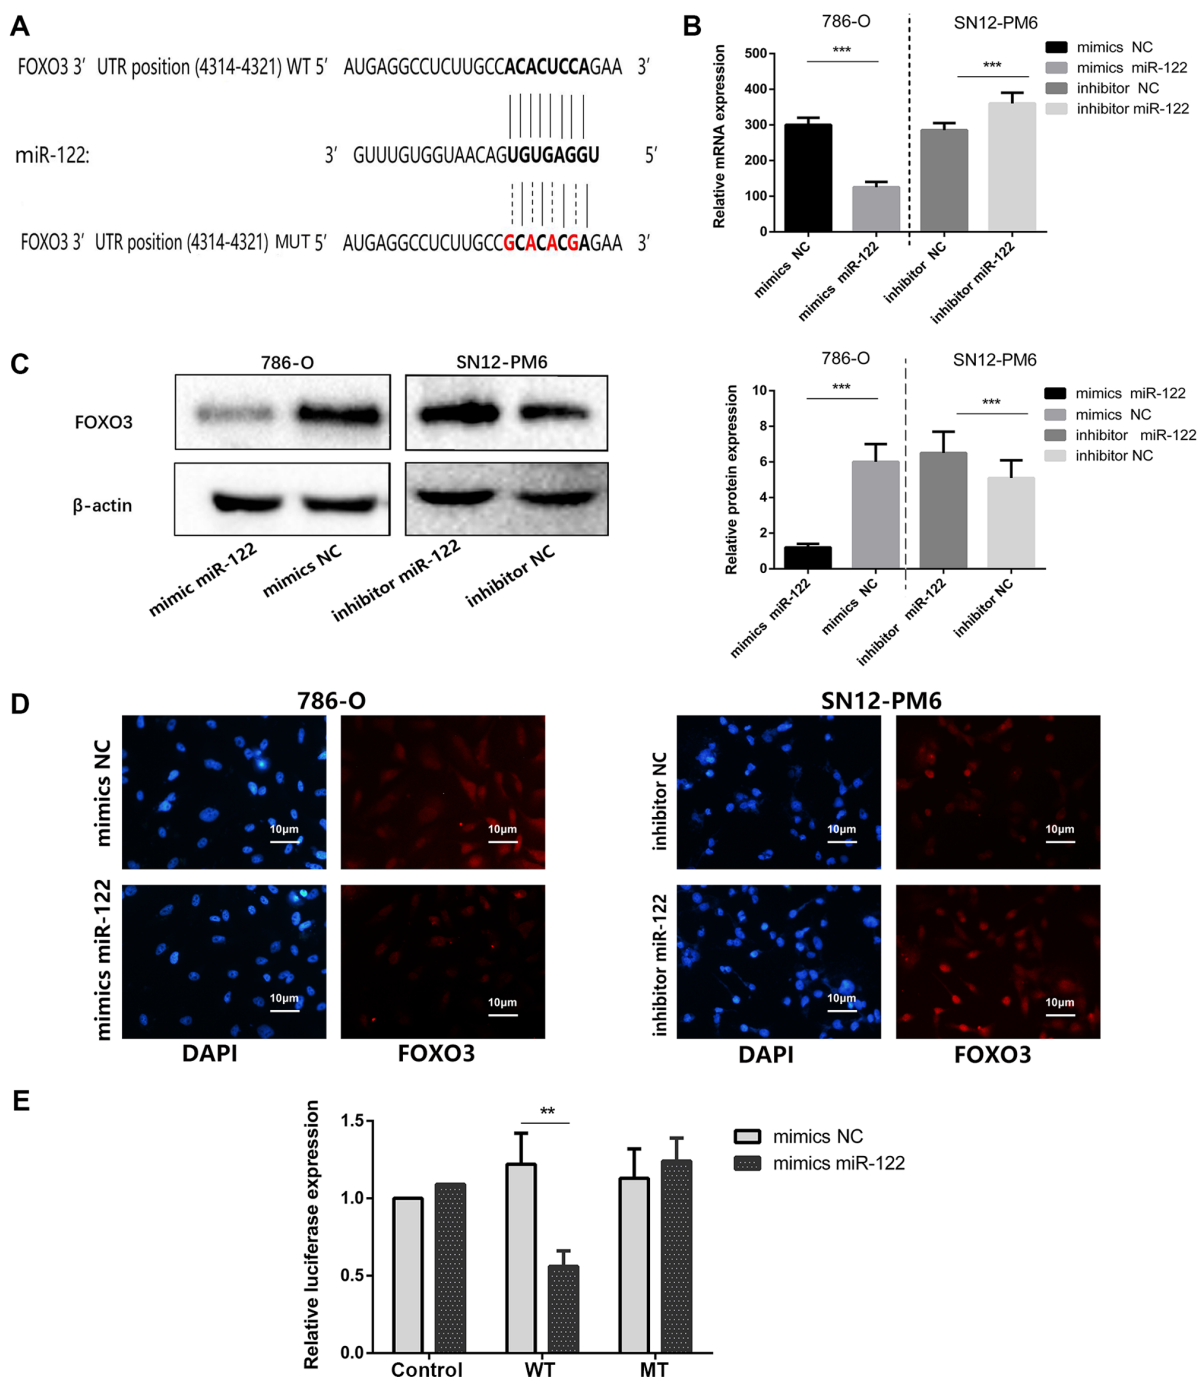 A
FOXO3 3' UTR position (4314-4321) WT 5' AUGAGGCCUCUUGCCACACUCCAGAA 3'
miR-122: 3' GUUUGUGGUAACAGUGUGAGGU 5'
FOXO3 3' UTR position (4314-4321) MUT 5' AUGAGGCCUCUUGCCGCACACGAGAA 3'
B
786-O
SN12-PM6
***
***
Relative mRNA expression
500
400
300
200
100
0
mimics NC
mimics miR-122
inhibitor NC
inhibitor miR-122
mimics NC
mimics miR-122
inhibitor NC
inhibitor miR-122
C
786-O
SN12-PM6
FOXO3
β-actin
mimic miR-122
mimics NC
inhibitor miR-122
inhibitor NC
786-O
SN12-PM6
***
***
Relative protein expression
10
8
6
4
2
0
mimics miR-122
mimics NC
inhibitor miR-122
inhibitor NC
mimics miR-122
mimics NC
inhibitor miR-122
inhibitor NC
D
786-O
SN12-PM6
mimics NC
10μm
10μm
inhibitor NC
10μm
10μm
mimics miR-122
10μm
10μm
inhibitor miR-122
10μm
10μm
DAPI
FOXO3
DAPI
FOXO3
E
Relative luciferase expression
1.5
1.0
0.5
0.0
**
Control
WT
MT
mimics NC
mimics miR-122